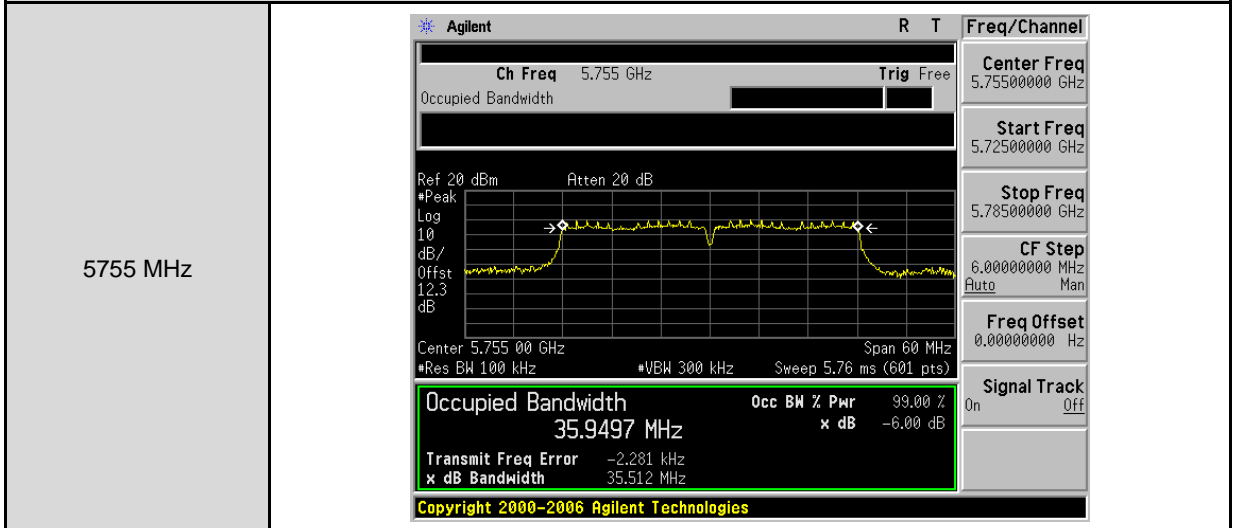 5755 MHz
Agilent R T
Ch Freq 5.755 GHz Trig Free
Occupied Bandwidth
Ref 20 dBm Atten 20 dB
#Peak
Log
10
dB/
Offst
12.3
dB
Center 5.755 00 GHz Span 60 MHz
#Res BW 100 kHz #VBW 300 kHz Sweep 5.76 ms (601 pts)
Occupied Bandwidth Occ BW % Pwr 99.00 %
35.9497 MHz x dB -6.00 dB
Transmit Freq Error -2.281 kHz
x dB Bandwidth 35.512 MHz
Copyright 2000-2006 Agilent Technologies
Freq/Channel
Center Freq
5.75500000 GHz
Start Freq
5.72500000 GHz
Stop Freq
5.78500000 GHz
CF Step
6.00000000 MHz
Auto Man
Freq Offset
0.00000000 Hz
Signal Track
On Off